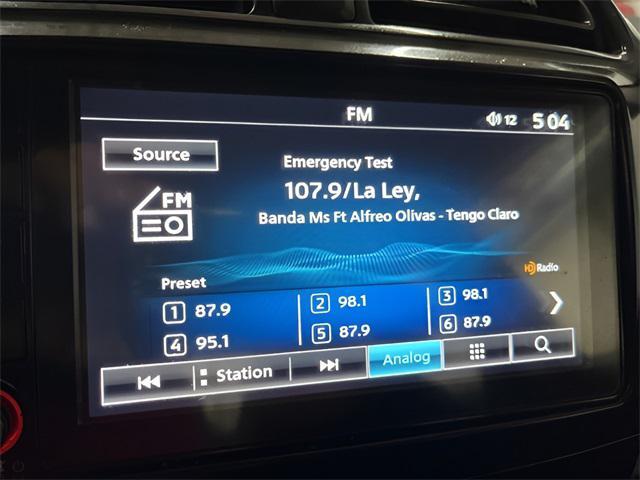 FM
12
5:04
Source
Emergency Test
FM
107.9/La Ley,
Banda Ms Ft Alfreo Olivas - Tengo Claro
HD Radio
Preset
1 87.9
2 98.1
3 98.1
4 95.1
5 87.9
6 87.9
Station
Analog